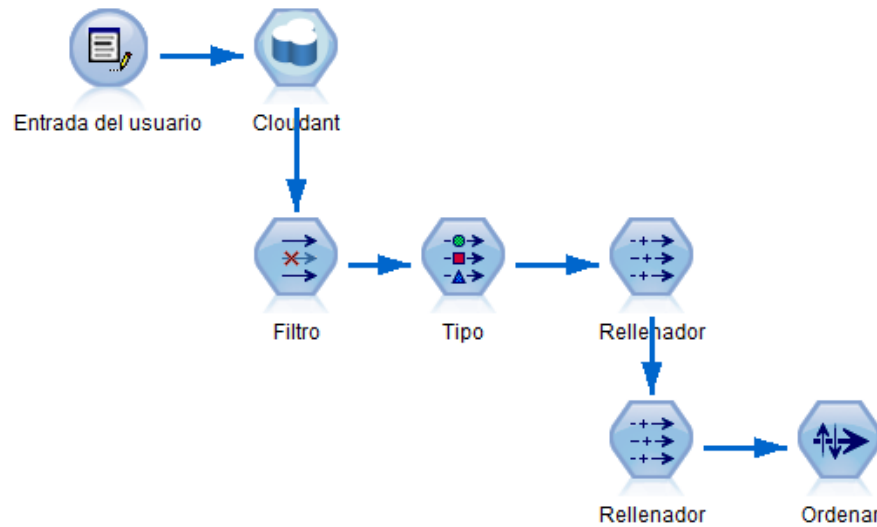 Entrada del usuario
Cloudant
Filtro
Tipo
Rellenador
Rellenador
Ordenar